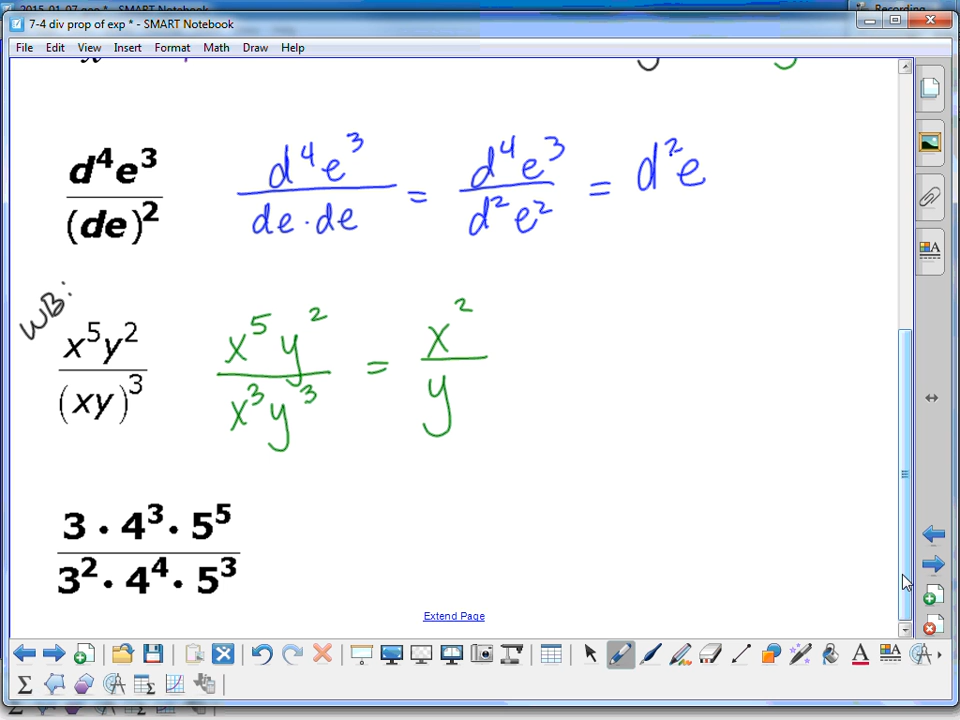 7-4 div prop of exp * - SMART Notebook
File Edit View Insert Format Math Draw Help
d⁴e³ / (de)²
d⁴e³ / de · de = d⁴e³ / d²e² = d²e
WB:
x⁵y² / (xy)³
x⁵y² / x³y³ = x² / y
3 · 4³ · 5⁵ / 3² · 4⁴ · 5³
Extend Page